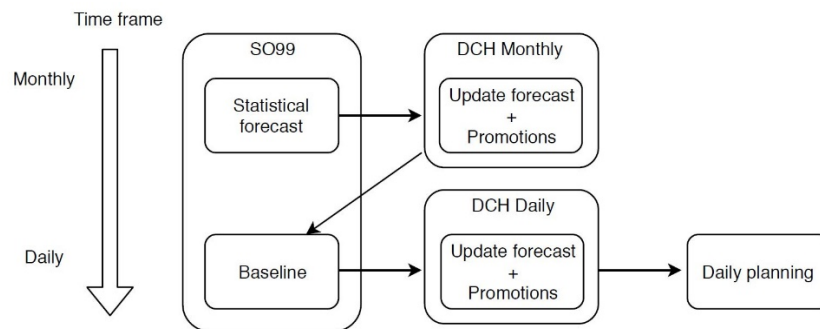 Time frame
SO99
DCH Monthly
Monthly
Statistical
forecast
Update forecast
+
Promotions
DCH Daily
Daily
Baseline
Update forecast
+
Promotions
Daily planning